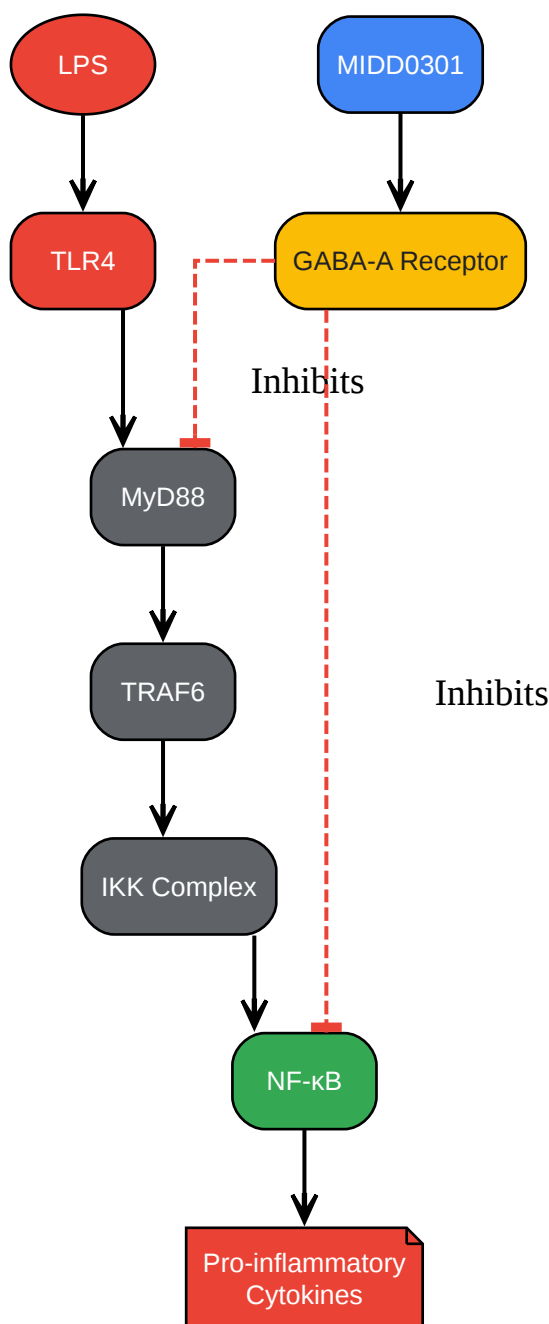 LPS
MIDD0301
TLR4
GABA-A Receptor
Inhibits
MyD88
TRAF6
Inhibits
IKK Complex
NF-κB
Pro-inflammatory
Cytokines